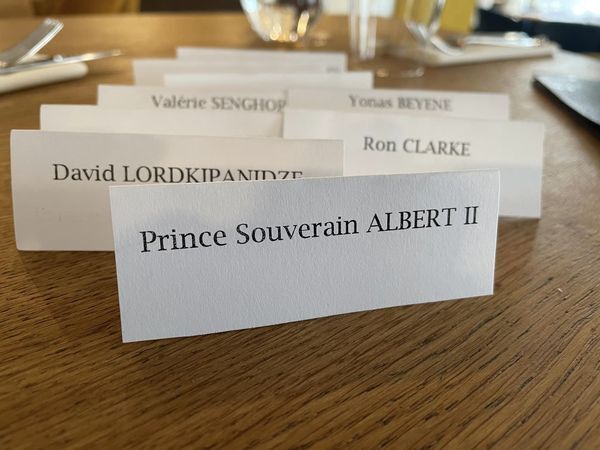 Valérie SENGHOR
Yonas BEYENE
Ron CLARKE
David LORDKIPANIDZE
Prince Souverain ALBERT II